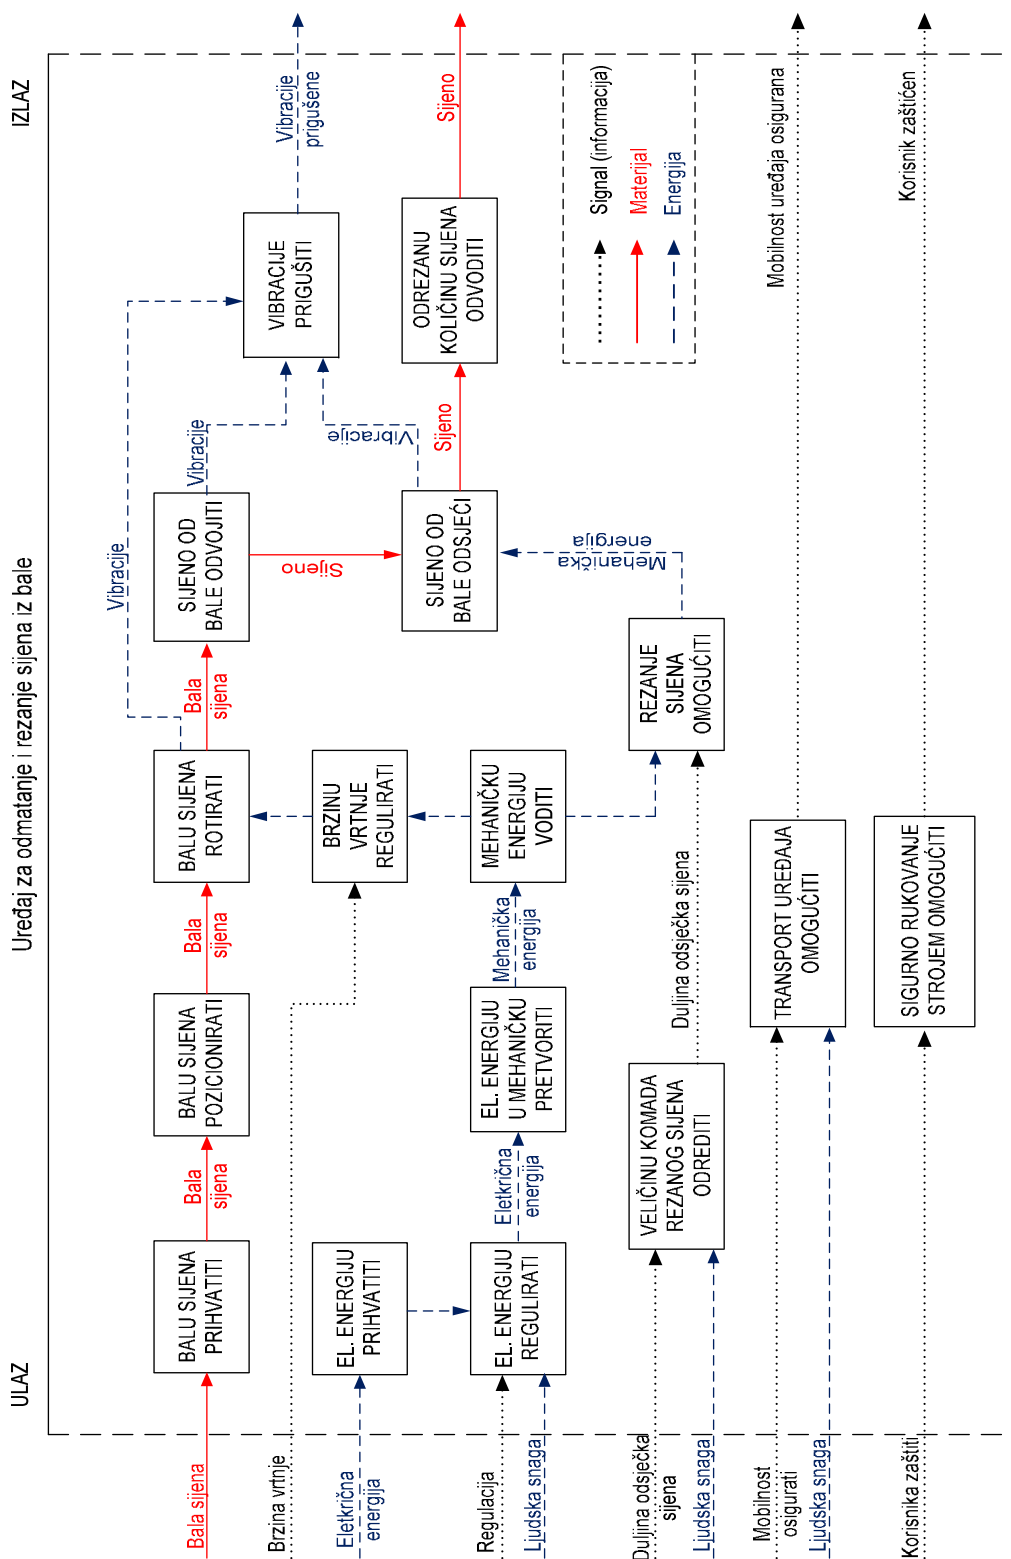 Uređaj za odmatanje i rezanje sijena iz bale
ULAZ
IZLAZ
Bala sijena
BALU SIJENA
PRIHVATITI
Bala
sijena
BALU SIJENA
POZICIONIRATI
Bala
sijena
BALU SIJENA
ROTIRATI
Bala
sijena
SIJENO OD
BALE ODVOJITI
Vibracije
Vibracije
VIBRACIJE
PRIGUŠITI
Vibracije
prigušene
Brzina vrtnje
BRZINU
VRTNJE
REGULIRATI
Eletkrična
energija
EL. ENERGIJU
PRIHVATITI
Sijeno
Vibracije
Regulacija
Ljudska snaga
EL. ENERGIJU
REGULIRATI
Eletkrična
energija
EL. ENERGIJU
U MEHANIČKU
PRETVORITI
Mehanička
energija
MEHANIČKU
ENERGIJU
VODITI
SIJENO OD
BALE ODSJEĆI
Sijeno
ODREZANU
KOLIČINU SIJENA
ODVODITI
Sijeno
Mehanička
energija
Duljina odsječka
sijena
Ljudska snaga
VELIČINU KOMADA
REZANOG SIJENA
ODREDITI
Duljina odsječka sijena
REZANJE
SIJENA
OMOGUĆITI
Signal (informacija)
Materijal
Energija
Mobilnost
osigurati
Ljudska snaga
TRANSPORT UREĐAJA
OMOGUĆITI
Mobilnost uređaja osigurana
Korisnika zaštiti
SIGURNO RUKOVANJE
STROJEM OMOGUĆITI
Korisnik zaštićen